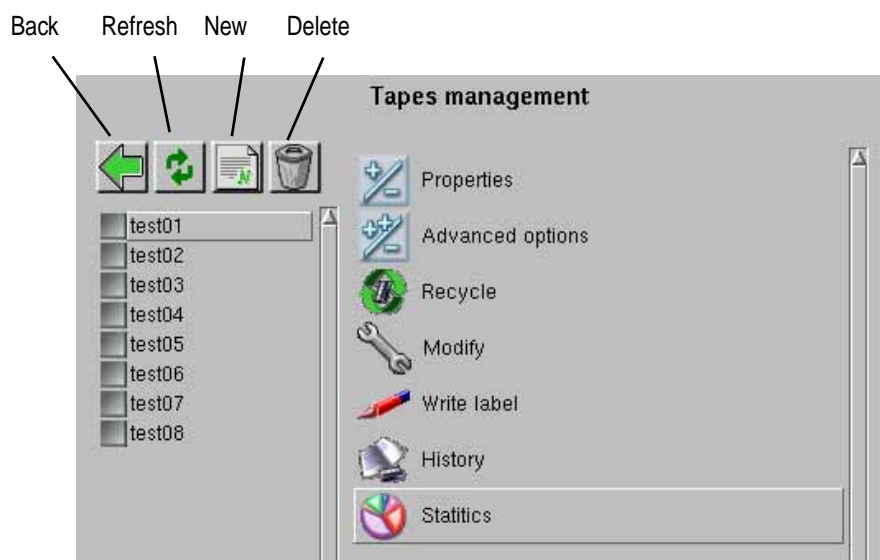 Back Refresh New Delete
Tapes management
test01
test02
test03
test04
test05
test06
test07
test08
Properties
Advanced options
Recycle
Modify
Write label
History
Statitics